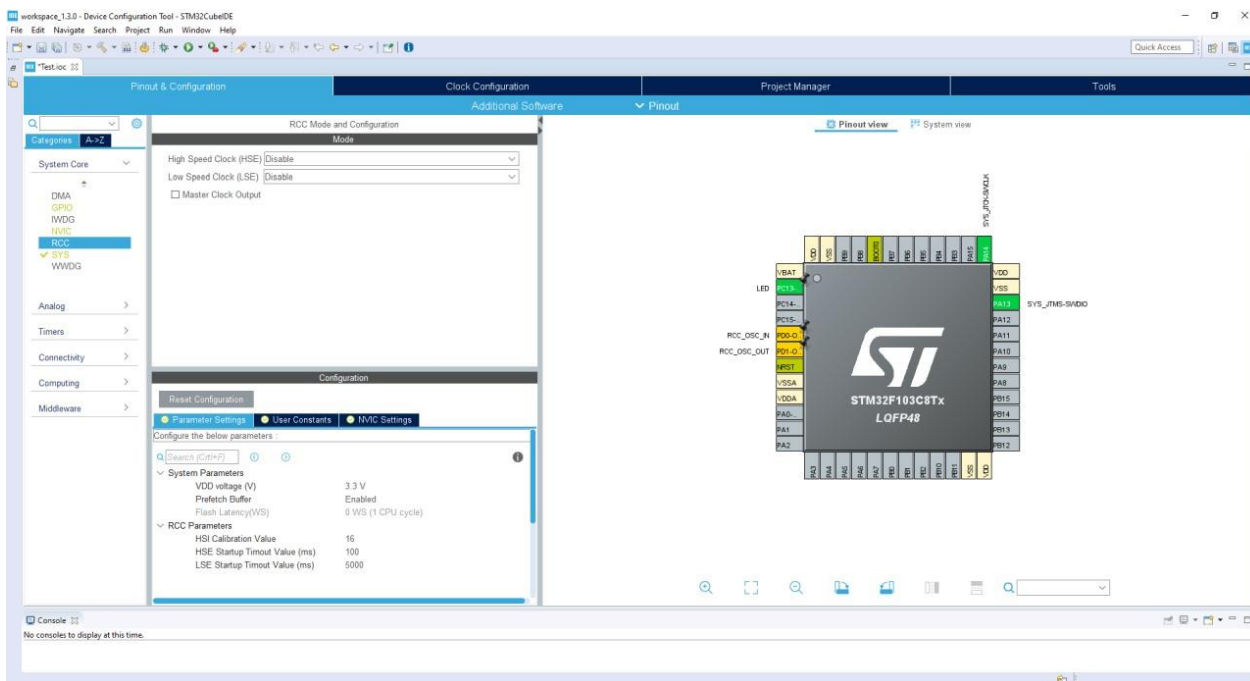 workspace_1.3.0 - Device Configuration Tool - STM32CubeIDE
File Edit Navigate Search Project Run Window Help
Quick Access
*Test.ioc
Pinout & Configuration
Clock Configuration
Project Manager
Tools
Additional Software
Pinout
Categories A->Z
System Core
DMA
GPIO
IWDG
NVIC
RCC
SYS
WWDG
Analog
Timers
Connectivity
Computing
Middleware
RCC Mode and Configuration
Mode
High Speed Clock (HSE) Disable
Low Speed Clock (LSE) Disable
Master Clock Output
Configuration
Reset Configuration
Parameter Settings User Constants NVIC Settings
Configure the below parameters :
Search (Crtl+F)
System Parameters
VDD voltage (V) 3.3 V
Prefetch Buffer Enabled
Flash Latency(WS) 0 WS (1 CPU cycle)
RCC Parameters
HSI Calibration Value 16
HSE Startup Timout Value (ms) 100
LSE Startup Timout Value (ms) 5000
Pinout view System view
SYS_JTCK-SWCLK
VDD VSS PB9 PB8 BOOT0 PB7 PB6 PB5 PB4 PB3 PA15 PA14
VBAT VDD
LED PC13-.. VSS
PC14-.. PA13 SYS_JTMS-SWDIO
PC15-.. PA12
RCC_OSC_IN PD0-O.. PA11
RCC_OSC_OUT PD1-O.. PA10
NRST PA9
VSSA PA8
VDDA PB15
PA0-.. PB14
PA1 PB13
PA2 PB12
STM32F103C8Tx
LQFP48
PA3 PA4 PA5 PA6 PA7 PB0 PB1 PB2 PB10 PB11 VSS VDD
Console
No consoles to display at this time.